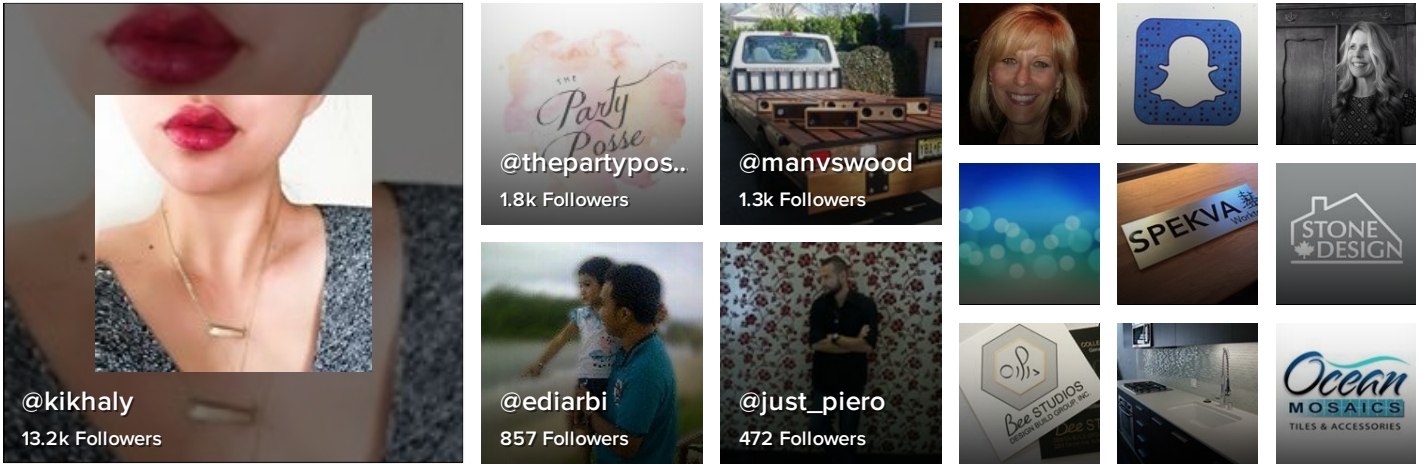 @kikhaly
13.2k Followers
THE
Party
Posse
@thepartypos..
1.8k Followers
@manvswood
1.3k Followers
@ediarbi
857 Followers
@just_piero
472 Followers
SPEKVA
STONE
DESIGN
Bee STUDIOS
DESIGN BUILD GROUP, INC
Ocean
MOSAICS
TILES & ACCESSORIES